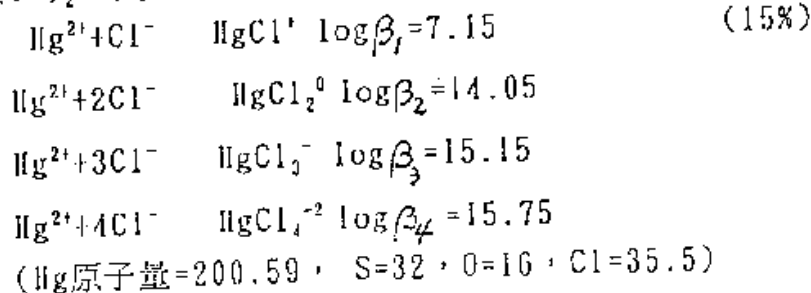 Hg²⁺+Cl⁻ HgCl⁺ logβ₁=7.15 (15%)
Hg²⁺+2Cl⁻ HgCl₂⁰ logβ₂=14.05
Hg²⁺+3Cl⁻ HgCl₃⁻ logβ₃=15.15
Hg²⁺+4Cl⁻ HgCl₄⁻² logβ₄=15.75
(Hg原子量=200.59, S=32,O=16,Cl=35.5)